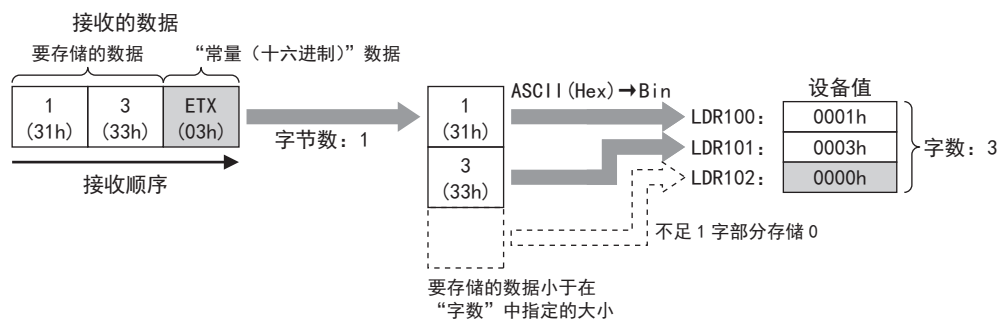 接收的数据
要存储的数据
“常量（十六进制）”数据
1
(31h)
3
(33h)
ETX
(03h)
接收顺序
字节数：1
1
(31h)
3
(33h)
要存储的数据小于在
“字数”中指定的大小
ASCII(Hex)→Bin
设备值
LDR100：
0001h
LDR101：
0003h
LDR102：
0000h
字数：3
不足1字部分存储0